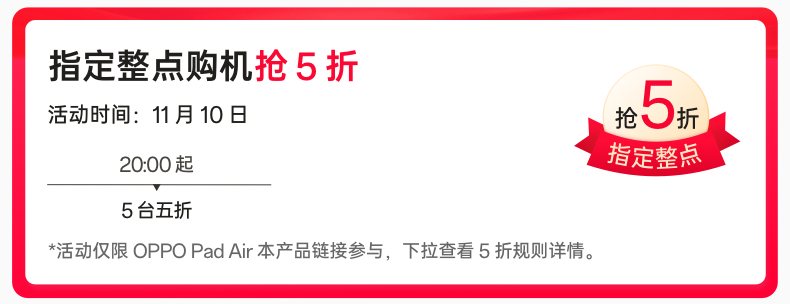 指定整点购机抢 5 折
活动时间：11 月 10 日
20:00 起
5 台五折
*活动仅限 OPPO Pad Air 本产品链接参与，下拉查看 5 折规则详情。
抢5折
指定整点